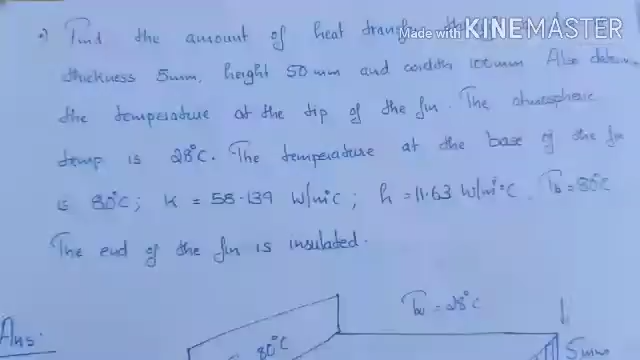 a) Find the amount of heat transfer
Made with KINEMASTER
thickness 5mm, height 50 mm and width 100mm Also
the temperature at the tip of the fin. The atmospheric
temp is 28°C. The temperature at the base of the fin
is 80°C; K = 58.139 W/m°C; h = 11.63 W/m²°C. Tb = 80°C
The end of the fin is insulated.
T∞ = 28°C
Ans:
80°C
5mm